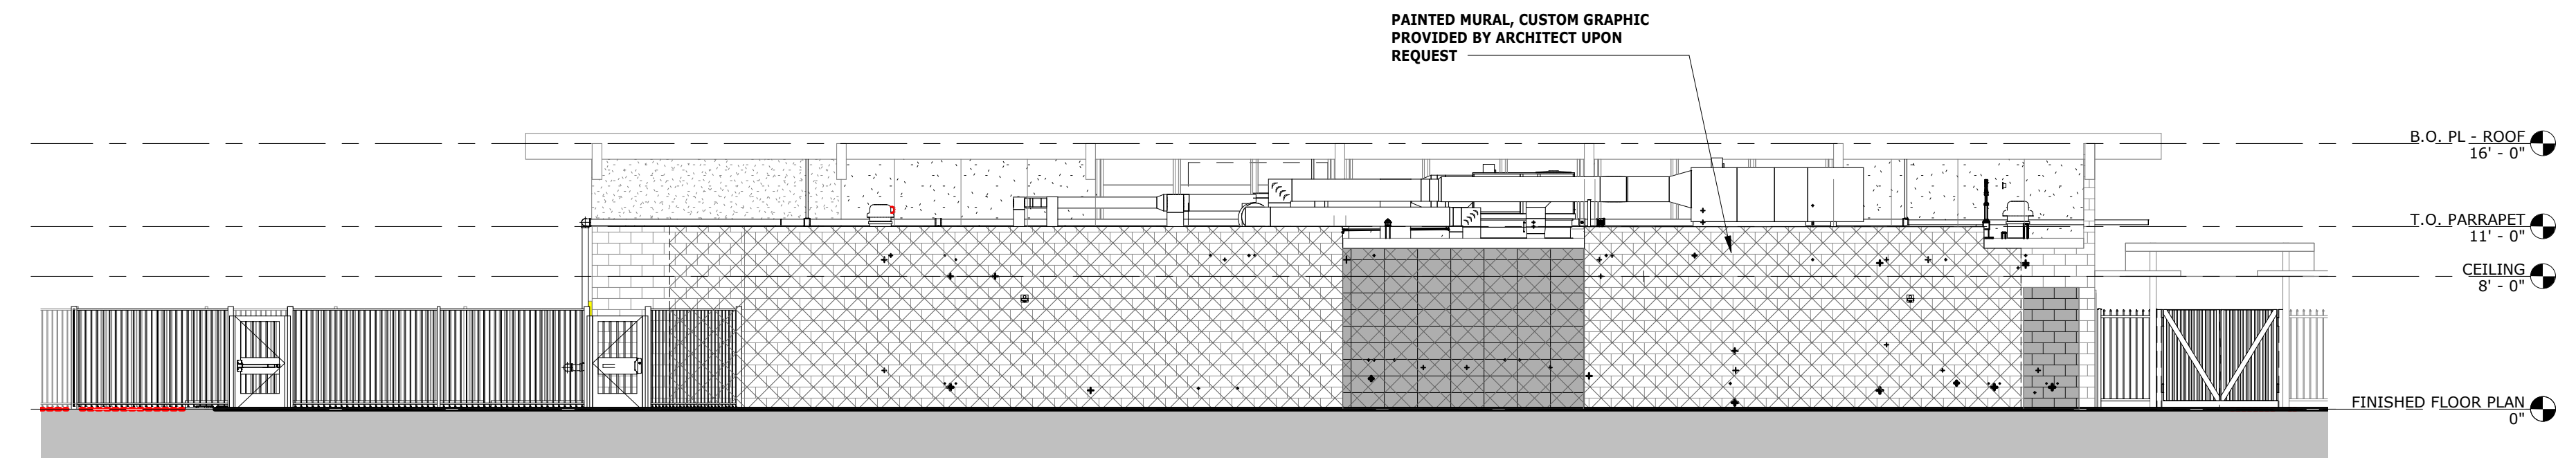 PAINTED MURAL, CUSTOM GRAPHIC
PROVIDED BY ARCHITECT UPON
REQUEST
B.O. PL - ROOF
16' - 0"
T.O. PARRAPET
11' - 0"
CEILING
8' - 0"
FINISHED FLOOR PLAN
0"